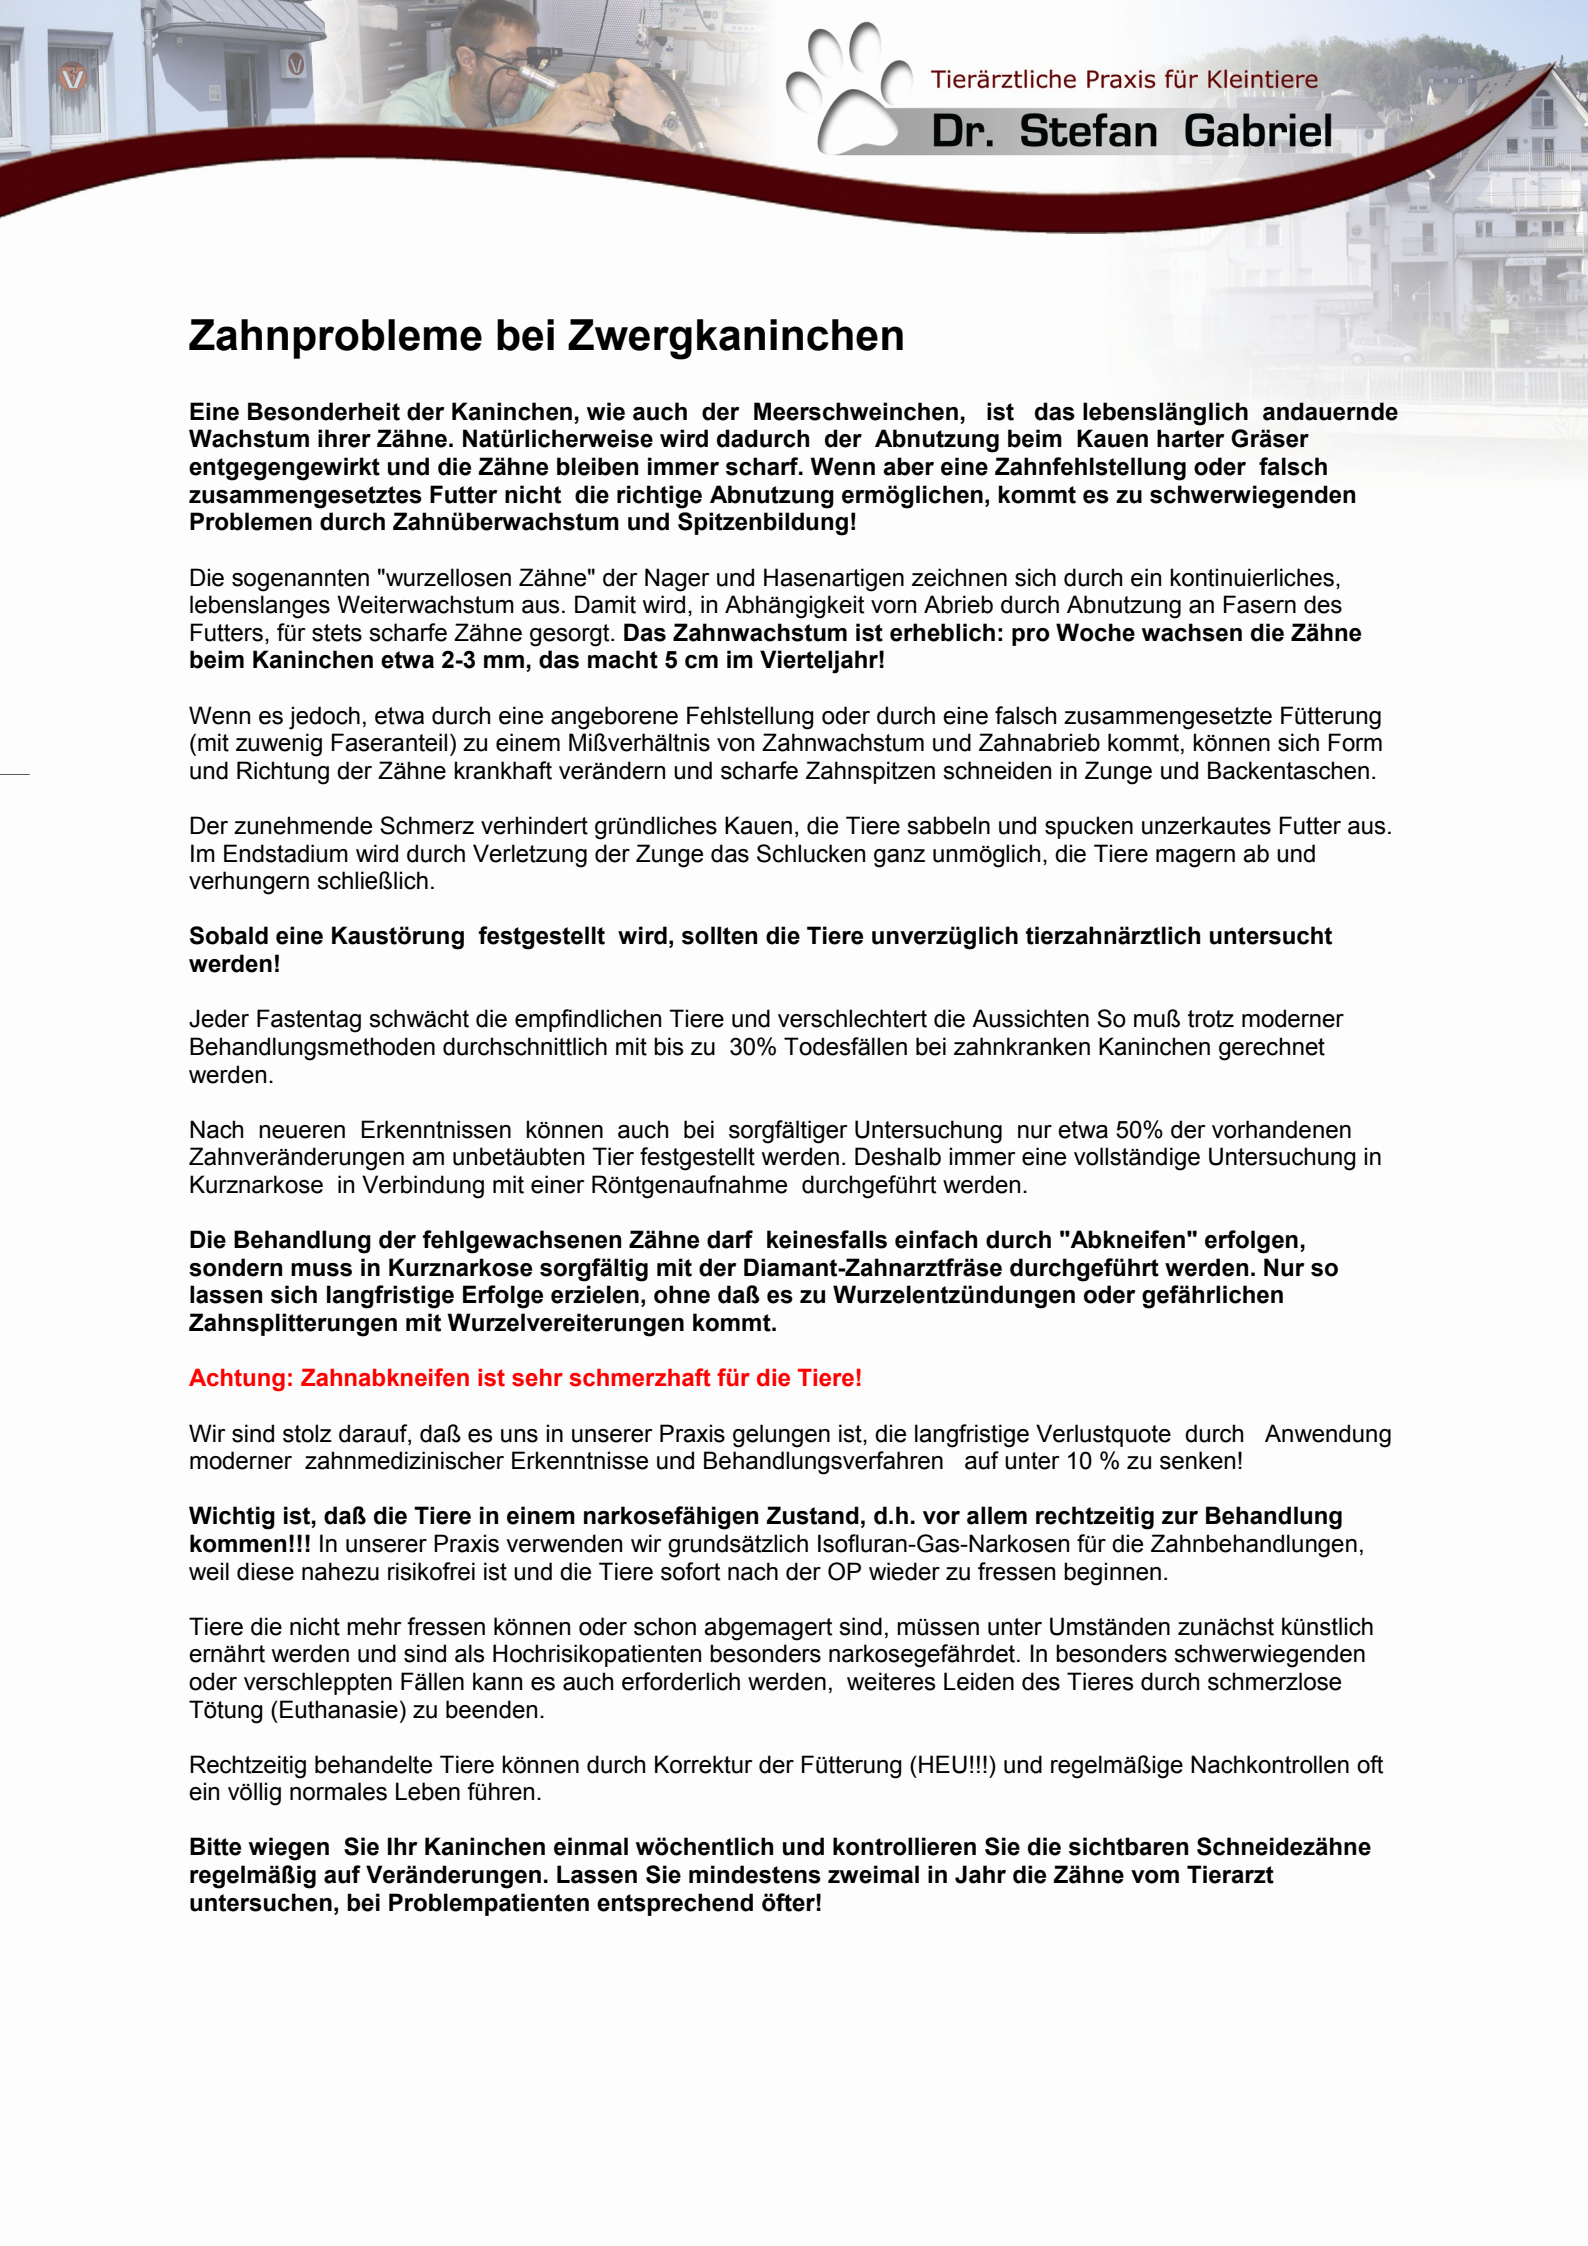 Tierärztliche Praxis für Kleintiere
Dr. Stefan Gabriel
Zahnprobleme bei Zwergkaninchen
Eine Besonderheit der Kaninchen, wie auch der Meerschweinchen, ist das lebenslänglich andauernde
Wachstum ihrer Zähne. Natürlicherweise wird dadurch der Abnutzung beim Kauen harter Gräser
entgegengewirkt und die Zähne bleiben immer scharf. Wenn aber eine Zahnfehlstellung oder falsch
zusammengesetztes Futter nicht die richtige Abnutzung ermöglichen, kommt es zu schwerwiegenden
Problemen durch Zahnüberwachstum und Spitzenbildung!
Die sogenannten "wurzellosen Zähne" der Nager und Hasenartigen zeichnen sich durch ein kontinuierliches,
lebenslanges Weiterwachstum aus. Damit wird, in Abhängigkeit vorn Abrieb durch Abnutzung an Fasern des
Futters, für stets scharfe Zähne gesorgt. Das Zahnwachstum ist erheblich: pro Woche wachsen die Zähne
beim Kaninchen etwa 2-3 mm, das macht 5 cm im Vierteljahr!
Wenn es jedoch, etwa durch eine angeborene Fehlstellung oder durch eine falsch zusammengesetzte Fütterung
(mit zuwenig Faseranteil) zu einem Mißverhältnis von Zahnwachstum und Zahnabrieb kommt, können sich Form
und Richtung der Zähne krankhaft verändern und scharfe Zahnspitzen schneiden in Zunge und Backentaschen.
Der zunehmende Schmerz verhindert gründliches Kauen, die Tiere sabbeln und spucken unzerkautes Futter aus.
Im Endstadium wird durch Verletzung der Zunge das Schlucken ganz unmöglich, die Tiere magern ab und
verhungern schließlich.
Sobald eine Kaustörung festgestellt wird, sollten die Tiere unverzüglich tierzahnärztlich untersucht
werden!
Jeder Fastentag schwächt die empfindlichen Tiere und verschlechtert die Aussichten So muß trotz moderner
Behandlungsmethoden durchschnittlich mit bis zu 30% Todesfällen bei zahnkranken Kaninchen gerechnet
werden.
Nach neueren Erkenntnissen können auch bei sorgfältiger Untersuchung nur etwa 50% der vorhandenen
Zahnveränderungen am unbetäubten Tier festgestellt werden. Deshalb immer eine vollständige Untersuchung in
Kurznarkose in Verbindung mit einer Röntgenaufnahme durchgeführt werden.
Die Behandlung der fehlgewachsenen Zähne darf keinesfalls einfach durch "Abkneifen" erfolgen,
sondern muss in Kurznarkose sorgfältig mit der Diamant-Zahnarztfräse durchgeführt werden. Nur so
lassen sich langfristige Erfolge erzielen, ohne daß es zu Wurzelentzündungen oder gefährlichen
Zahnsplitterungen mit Wurzelvereiterungen kommt.
Achtung: Zahnabkneifen ist sehr schmerzhaft für die Tiere!
Wir sind stolz darauf, daß es uns in unserer Praxis gelungen ist, die langfristige Verlustquote durch Anwendung
moderner zahnmedizinischer Erkenntnisse und Behandlungsverfahren auf unter 10 % zu senken!
Wichtig ist, daß die Tiere in einem narkosefähigen Zustand, d.h. vor allem rechtzeitig zur Behandlung
kommen!!! In unserer Praxis verwenden wir grundsätzlich Isofluran-Gas-Narkosen für die Zahnbehandlungen,
weil diese nahezu risikofrei ist und die Tiere sofort nach der OP wieder zu fressen beginnen.
Tiere die nicht mehr fressen können oder schon abgemagert sind, müssen unter Umständen zunächst künstlich
ernährt werden und sind als Hochrisikopatienten besonders narkosegefährdet. In besonders schwerwiegenden
oder verschleppten Fällen kann es auch erforderlich werden, weiteres Leiden des Tieres durch schmerzlose
Tötung (Euthanasie) zu beenden.
Rechtzeitig behandelte Tiere können durch Korrektur der Fütterung (HEU!!!) und regelmäßige Nachkontrollen oft
ein völlig normales Leben führen.
Bitte wiegen Sie Ihr Kaninchen einmal wöchentlich und kontrollieren Sie die sichtbaren Schneidezähne
regelmäßig auf Veränderungen. Lassen Sie mindestens zweimal in Jahr die Zähne vom Tierarzt
untersuchen, bei Problempatienten entsprechend öfter!